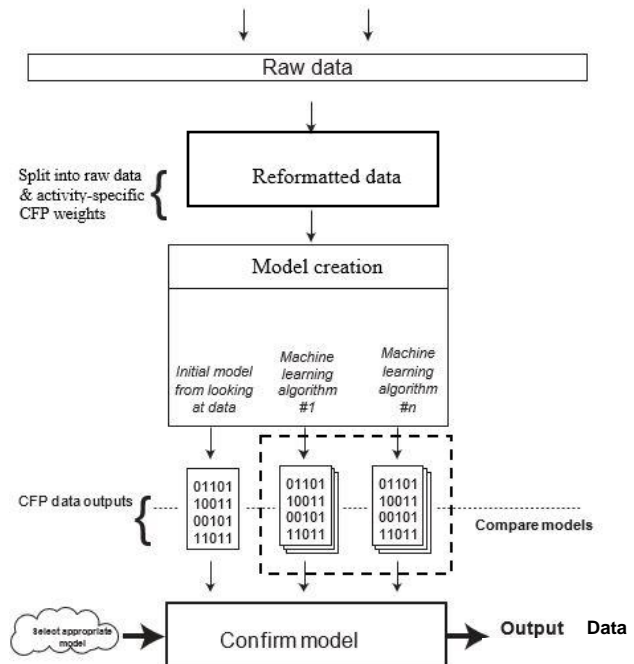 Raw data
Split into raw data
& activity-specific
CFP weights
Reformatted data
Model creation
Initial model
from looking
at data
Machine
learning
algorithm
#1
Machine
learning
algorithm
#n
CFP data outputs
01101
10011
00101
11011
01101
10011
00101
11011
01101
10011
00101
11011
Compare models
Select appropriate
model
Confirm model
Output Data